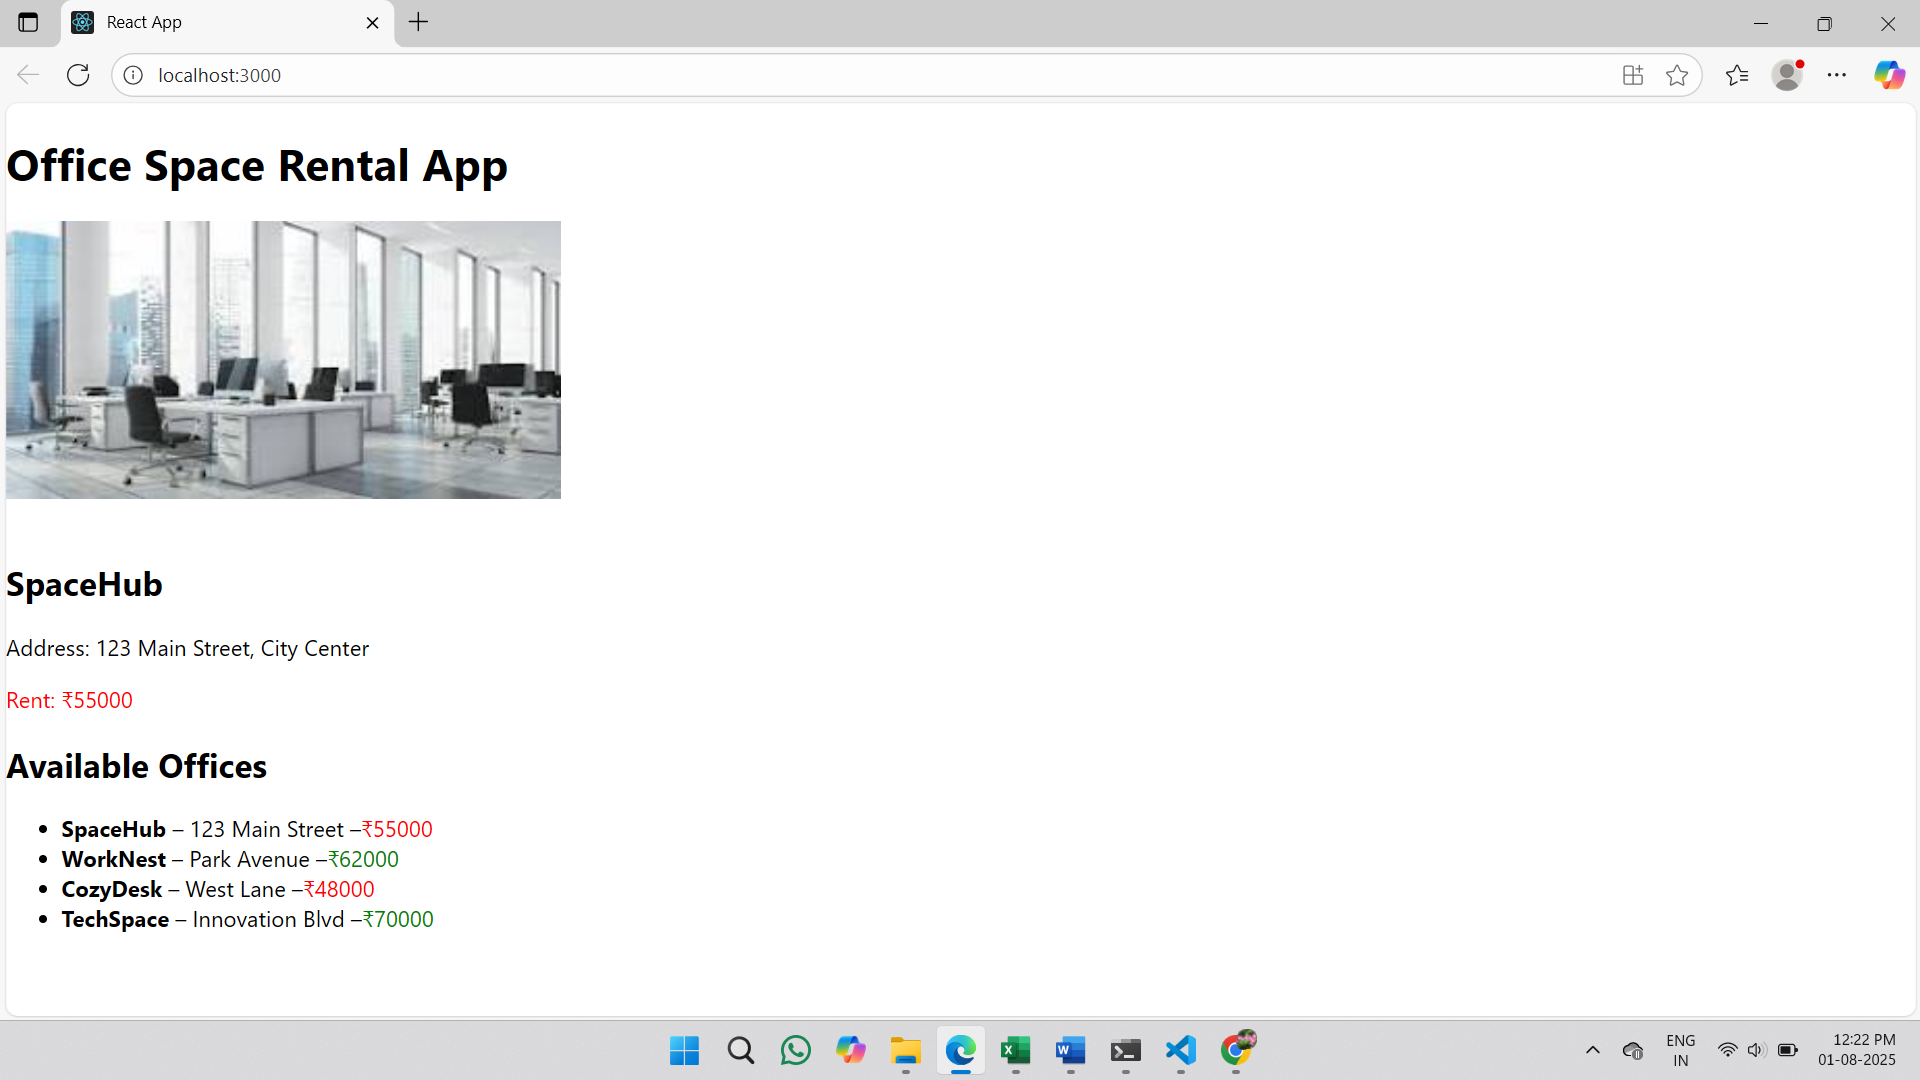 React App
localhost:3000
Office Space Rental App
SpaceHub
Address: 123 Main Street, City Center
Rent: ₹55000
Available Offices
SpaceHub – 123 Main Street –₹55000
WorkNest – Park Avenue –₹62000
CozyDesk – West Lane –₹48000
TechSpace – Innovation Blvd –₹70000
ENG
IN
12:22 PM
01-08-2025